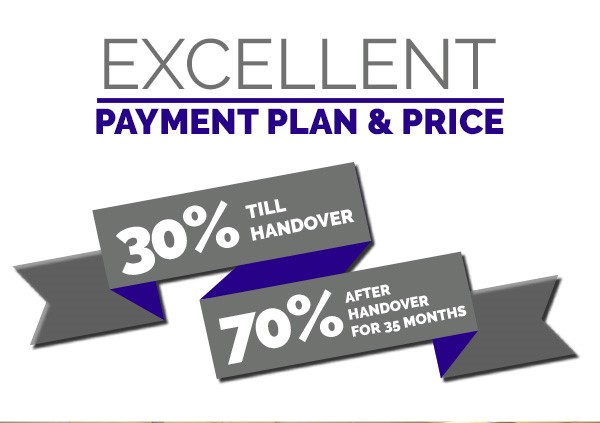 EXCELLENT
PAYMENT PLAN & PRICE
30% TILL
HANDOVER
70% AFTER
HANDOVER
FOR 35 MONTHS